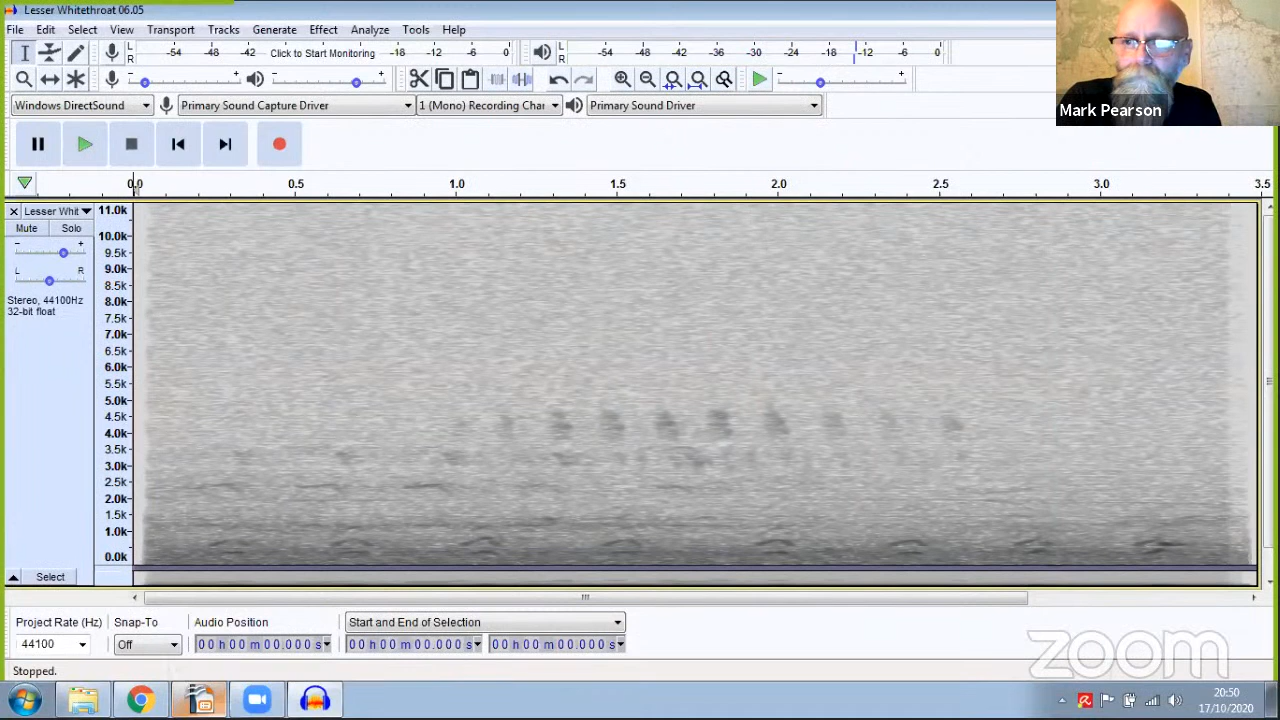 Lesser Whitethroat 06.05
File Edit Select View Transport Tracks Generate Effect Analyze Tools Help
L R -54 -48 -42 Click to Start Monitoring -18 -12 -6 0
L R -54 -48 -42 -36 -30 -24 -18 -12 -6 0
- + - + - +
Windows DirectSound Primary Sound Capture Driver 1 (Mono) Recording Char Primary Sound Driver
Mark Pearson
0.0 0.5 1.0 1.5 2.0 2.5 3.0 3.5
Lesser Whit
Mute Solo
- +
L R
Stereo, 44100Hz
32-bit float
11.0k
10.0k
9.5k
9.0k
8.5k
8.0k
7.5k
7.0k
6.5k
6.0k
5.5k
5.0k
4.5k
4.0k
3.5k
3.0k
2.5k
2.0k
1.5k
1.0k
0.0k
Select
Project Rate (Hz) Snap-To Audio Position Start and End of Selection
44100 Off 00 h 00 m 00.000 s 00 h 00 m 00.000 s 00 h 00 m 00.000 s
zoom
Stopped.
20:50
17/10/2020